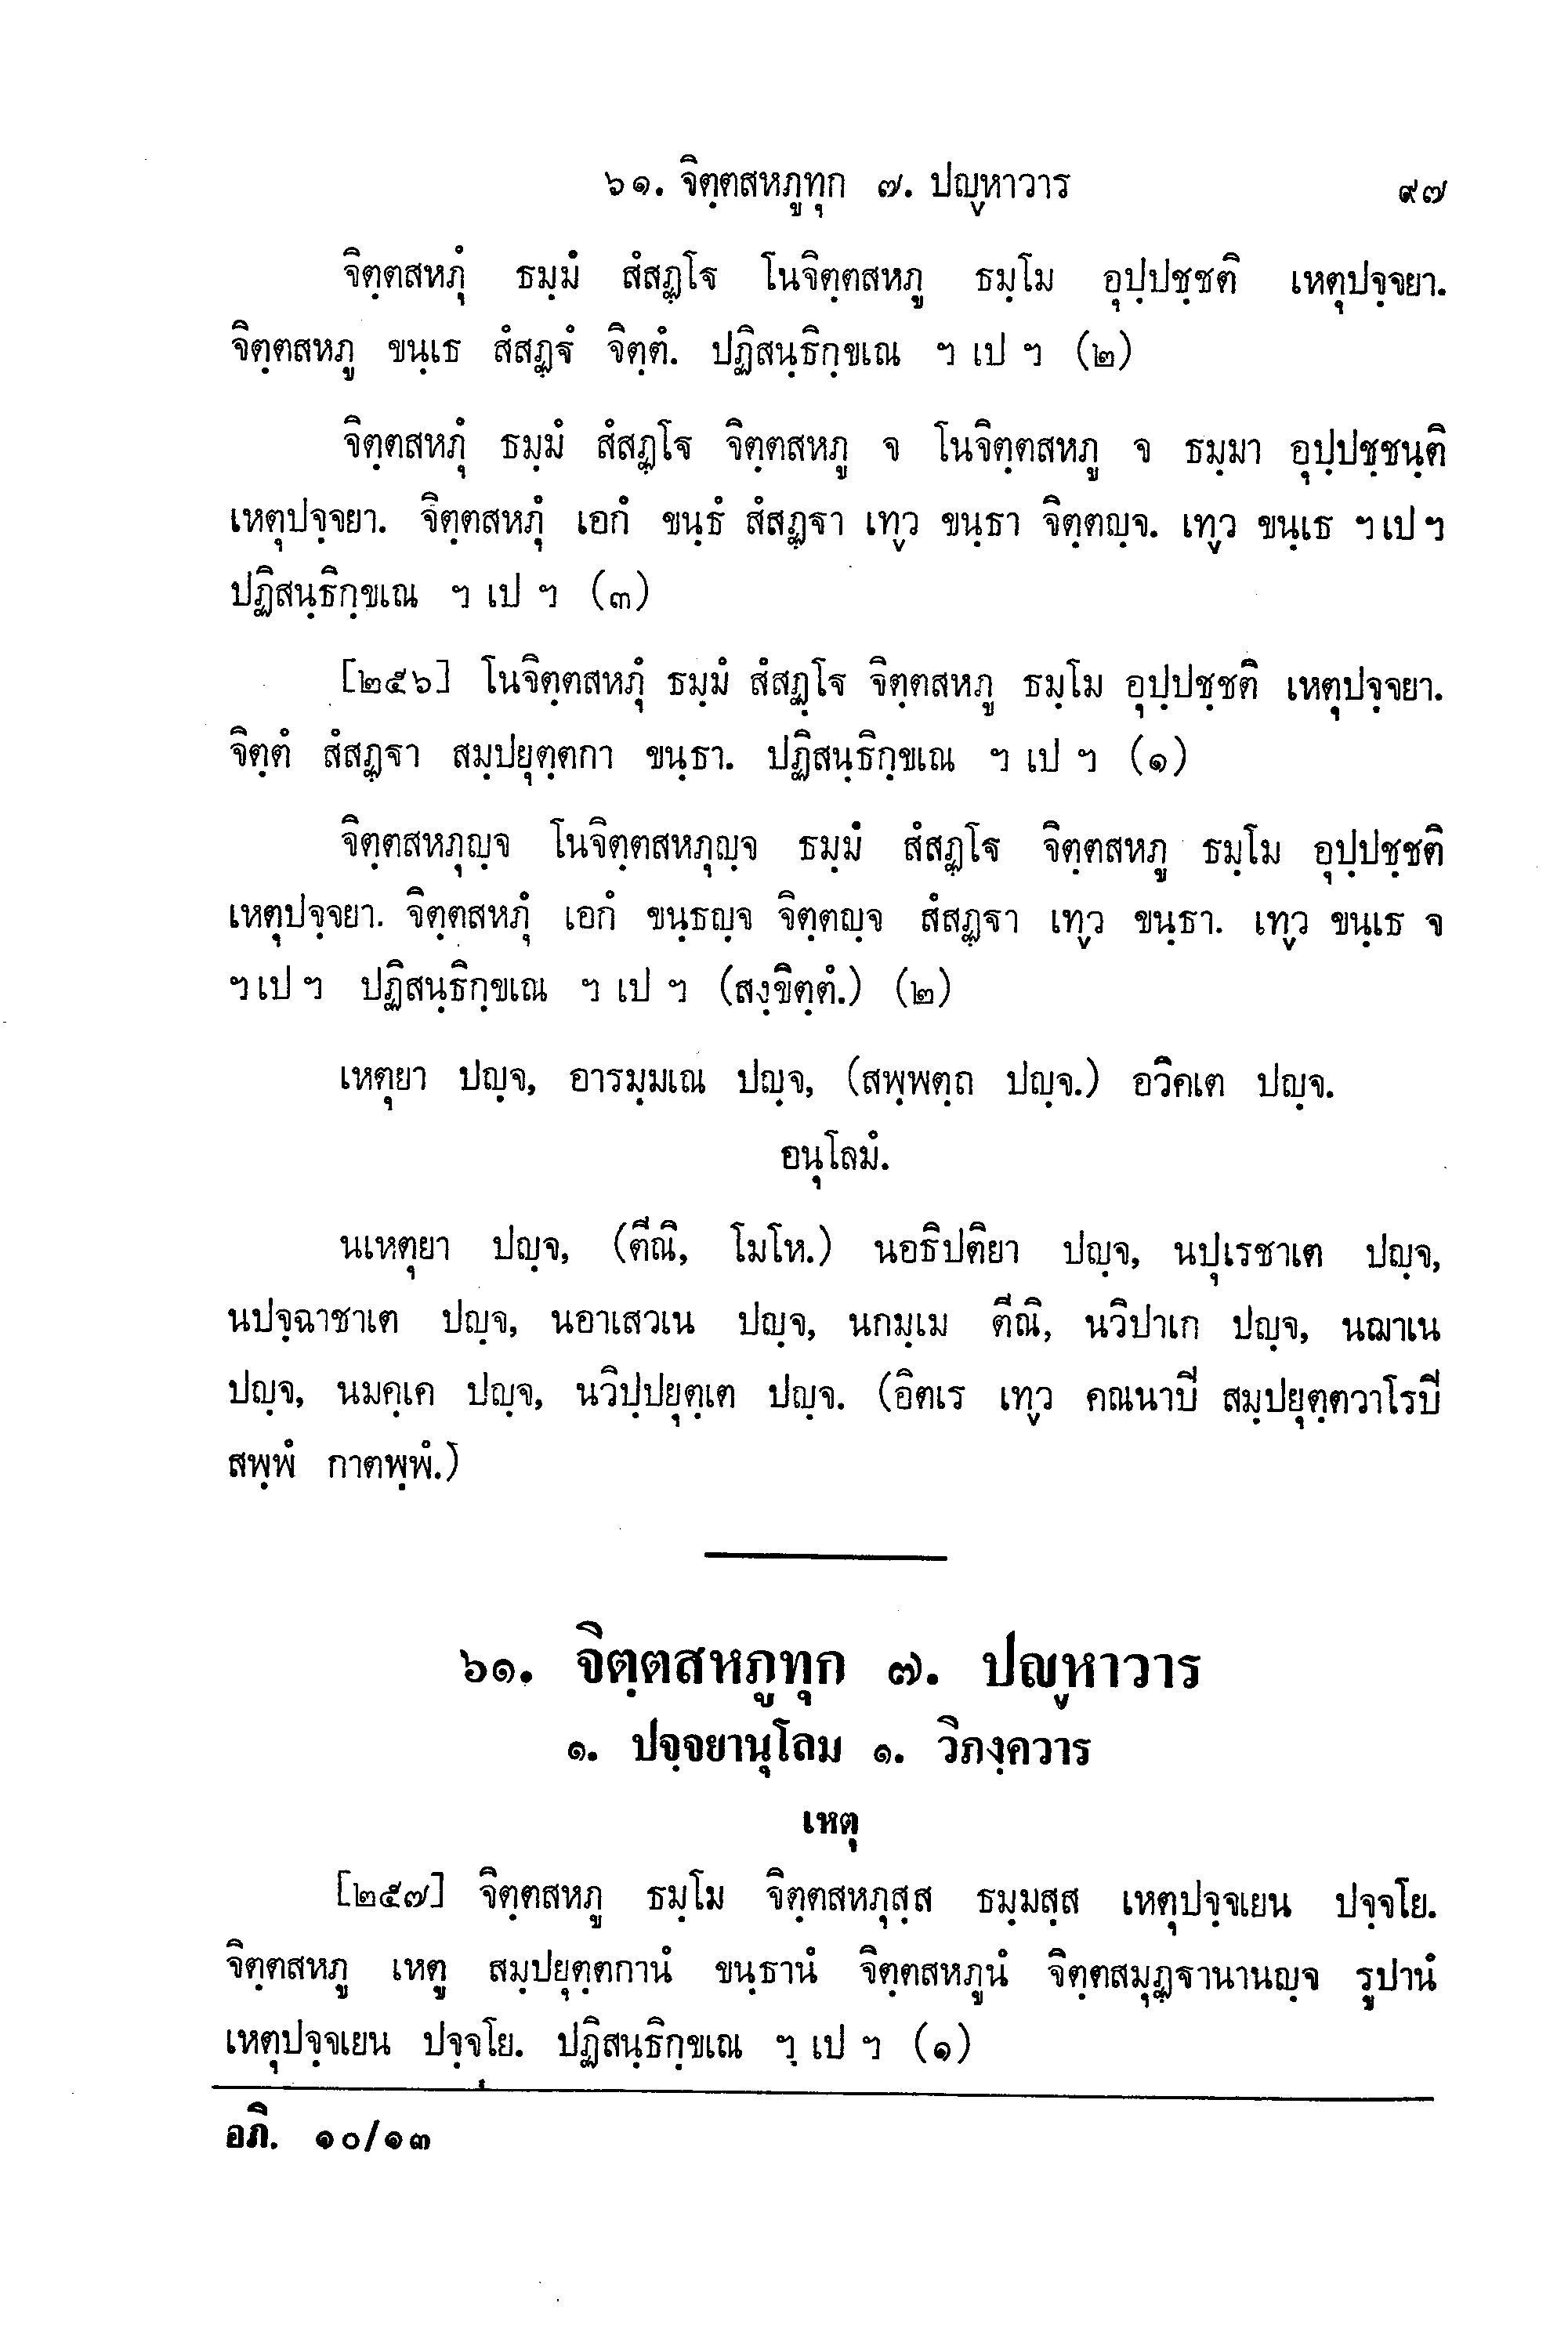 ๖๑. จิตฺตสหภูทุก ๗. ปญฺหาวาร ๙๗
จิตฺตสหภุํ ธมฺมํ สํสฏฺโฐ โนจิตฺตสหภู ธมฺโม อุปฺปชฺชติ เหตุปจฺจยา.
จิตฺตสหภู ขนฺเธ สํสฏฺฐํ จิตฺตํ. ปฏิสนฺธิกฺขเณ ฯ เป ฯ (๒)
จิตฺตสหภุํ ธมฺมํ สํสฏฺโฐ จิตฺตสหภู จ โนจิตฺตสหภู จ ธมฺมา อุปฺปชฺชนฺติ
เหตุปจฺจยา. จิตฺตสหภุํ เอกํ ขนฺธํ สํสฏฺฐา เทฺว ขนฺธา จิตฺตญฺจ. เทฺว ขนฺเธ ฯ เป ฯ
ปฏิสนฺธิกฺขเณ ฯ เป ฯ (๓)
[๒๕๖] โนจิตฺตสหภุํ ธมฺมํ สํสฏฺโฐ จิตฺตสหภู ธมฺโม อุปฺปชฺชติ เหตุปจฺจยา.
จิตฺตํ สํสฏฺฐา สมฺปยุตฺตกา ขนฺธา. ปฏิสนฺธิกฺขเณ ฯ เป ฯ (๑)
จิตฺตสหภุญฺจ โนจิตฺตสหภุญฺจ ธมฺมํ สํสฏฺโฐ จิตฺตสหภู ธมฺโม อุปฺปชฺชติ
เหตุปจฺจยา. จิตฺตสหภุํ เอกํ ขนฺธญฺจ จิตฺตญฺจ สํสฏฺฐา เทฺว ขนฺธา. เทฺว ขนฺเธ จ
ฯ เป ฯ ปฏิสนฺธิกฺขเณ ฯ เป ฯ (สงฺขิตฺตํ.) (๒)
เหตุยา ปญฺจ, อารมฺมเณ ปญฺจ, (สพฺพตฺถ ปญฺจ.) อวิคเต ปญฺจ.
อนุโลมํ.
นเหตุยา ปญฺจ, (ตีณิ, โมโห.) นอธิปติยา ปญฺจ, นปุเรชาเต ปญฺจ,
นปจฺฉาชาเต ปญฺจ, นอาเสวเน ปญฺจ, นกมฺเม ตีณิ, นวิปาเก ปญฺจ, นฌาเน
ปญฺจ, นมคฺเค ปญฺจ, นวิปฺปยุตฺเต ปญฺจ. (อิตเร เทฺว คณนาปี สมฺปยุตฺตวาโรปี
สพฺพํ กาตพฺพํ.)
๖๑. จิตฺตสหภูทุก ๗. ปญฺหาวาร
๑. ปจฺจยานุโลม ๑. วิภงฺควาร
เหตุ
[๒๕๗] จิตฺตสหภู ธมฺโม จิตฺตสหภุสฺส ธมฺมสฺส เหตุปจฺจเยน ปจฺจโย.
จิตฺตสหภู เหตู สมฺปยุตฺตกานํ ขนฺธานํ จิตฺตสหภูนํ จิตฺตสมุฏฺฐานานญฺจ รูปานํ
เหตุปจฺจเยน ปจฺจโย. ปฏิสนฺธิกฺขเณ ฯ เป ฯ (๑)
อภิ. ๑๐/๑๓